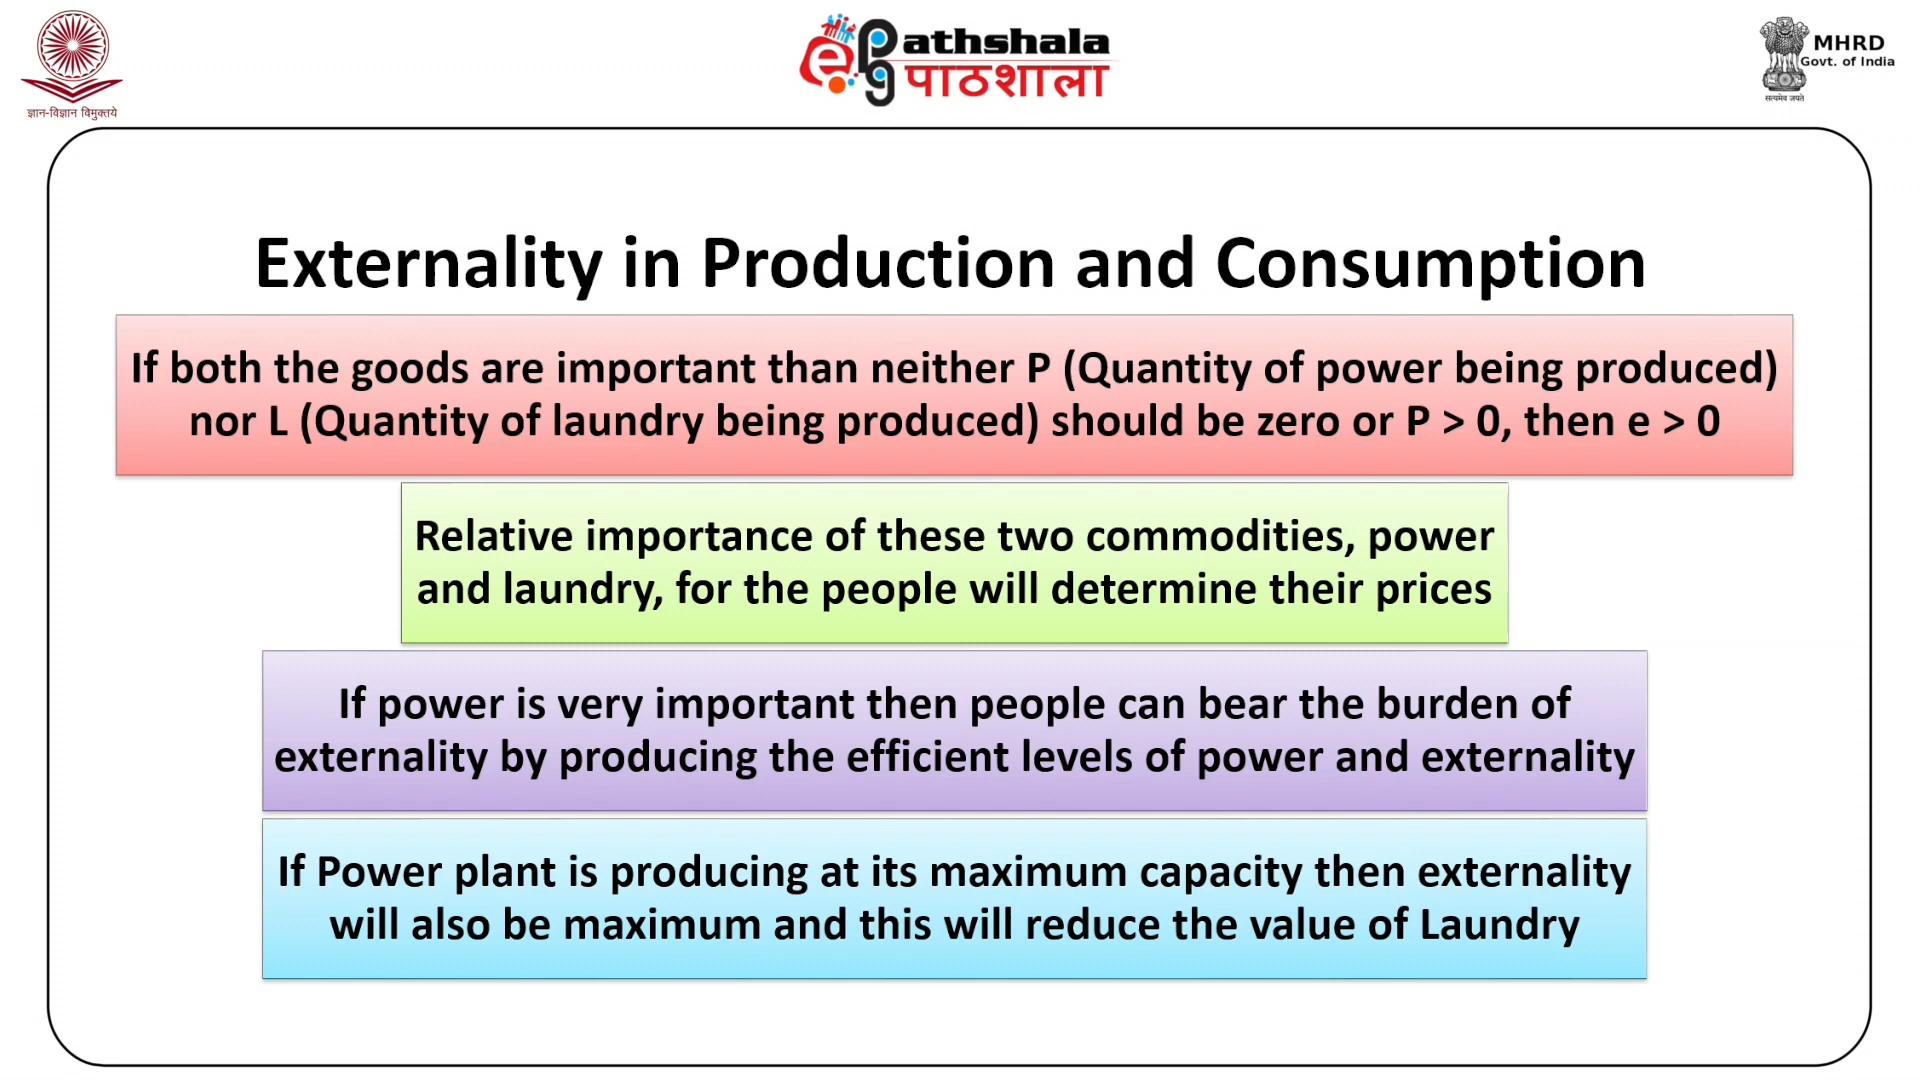 ज्ञान-विज्ञान विमुक्तये
e
Pathshala
pg पाठशाला
MHRD
Govt. of India
सत्यमेव जयते
Externality in Production and Consumption
If both the goods are important than neither P (Quantity of power being produced)
nor L (Quantity of laundry being produced) should be zero or P > 0, then e > 0
Relative importance of these two commodities, power
and laundry, for the people will determine their prices
If power is very important then people can bear the burden of
externality by producing the efficient levels of power and externality
If Power plant is producing at its maximum capacity then externality
will also be maximum and this will reduce the value of Laundry